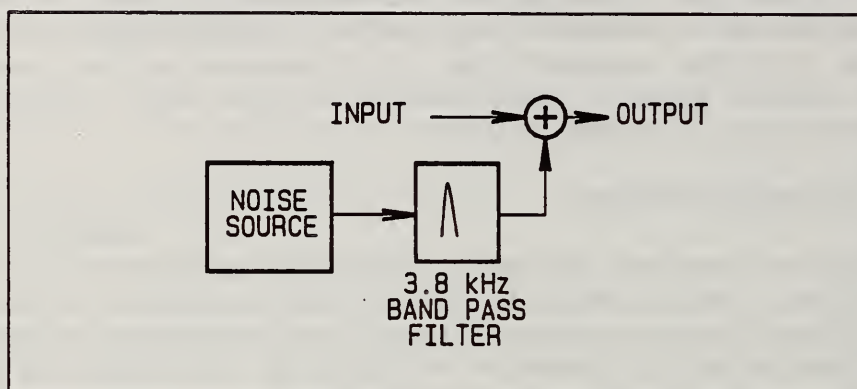 INPUT
OUTPUT
NOISE
SOURCE
3.8 kHz
BAND PASS
FILTER